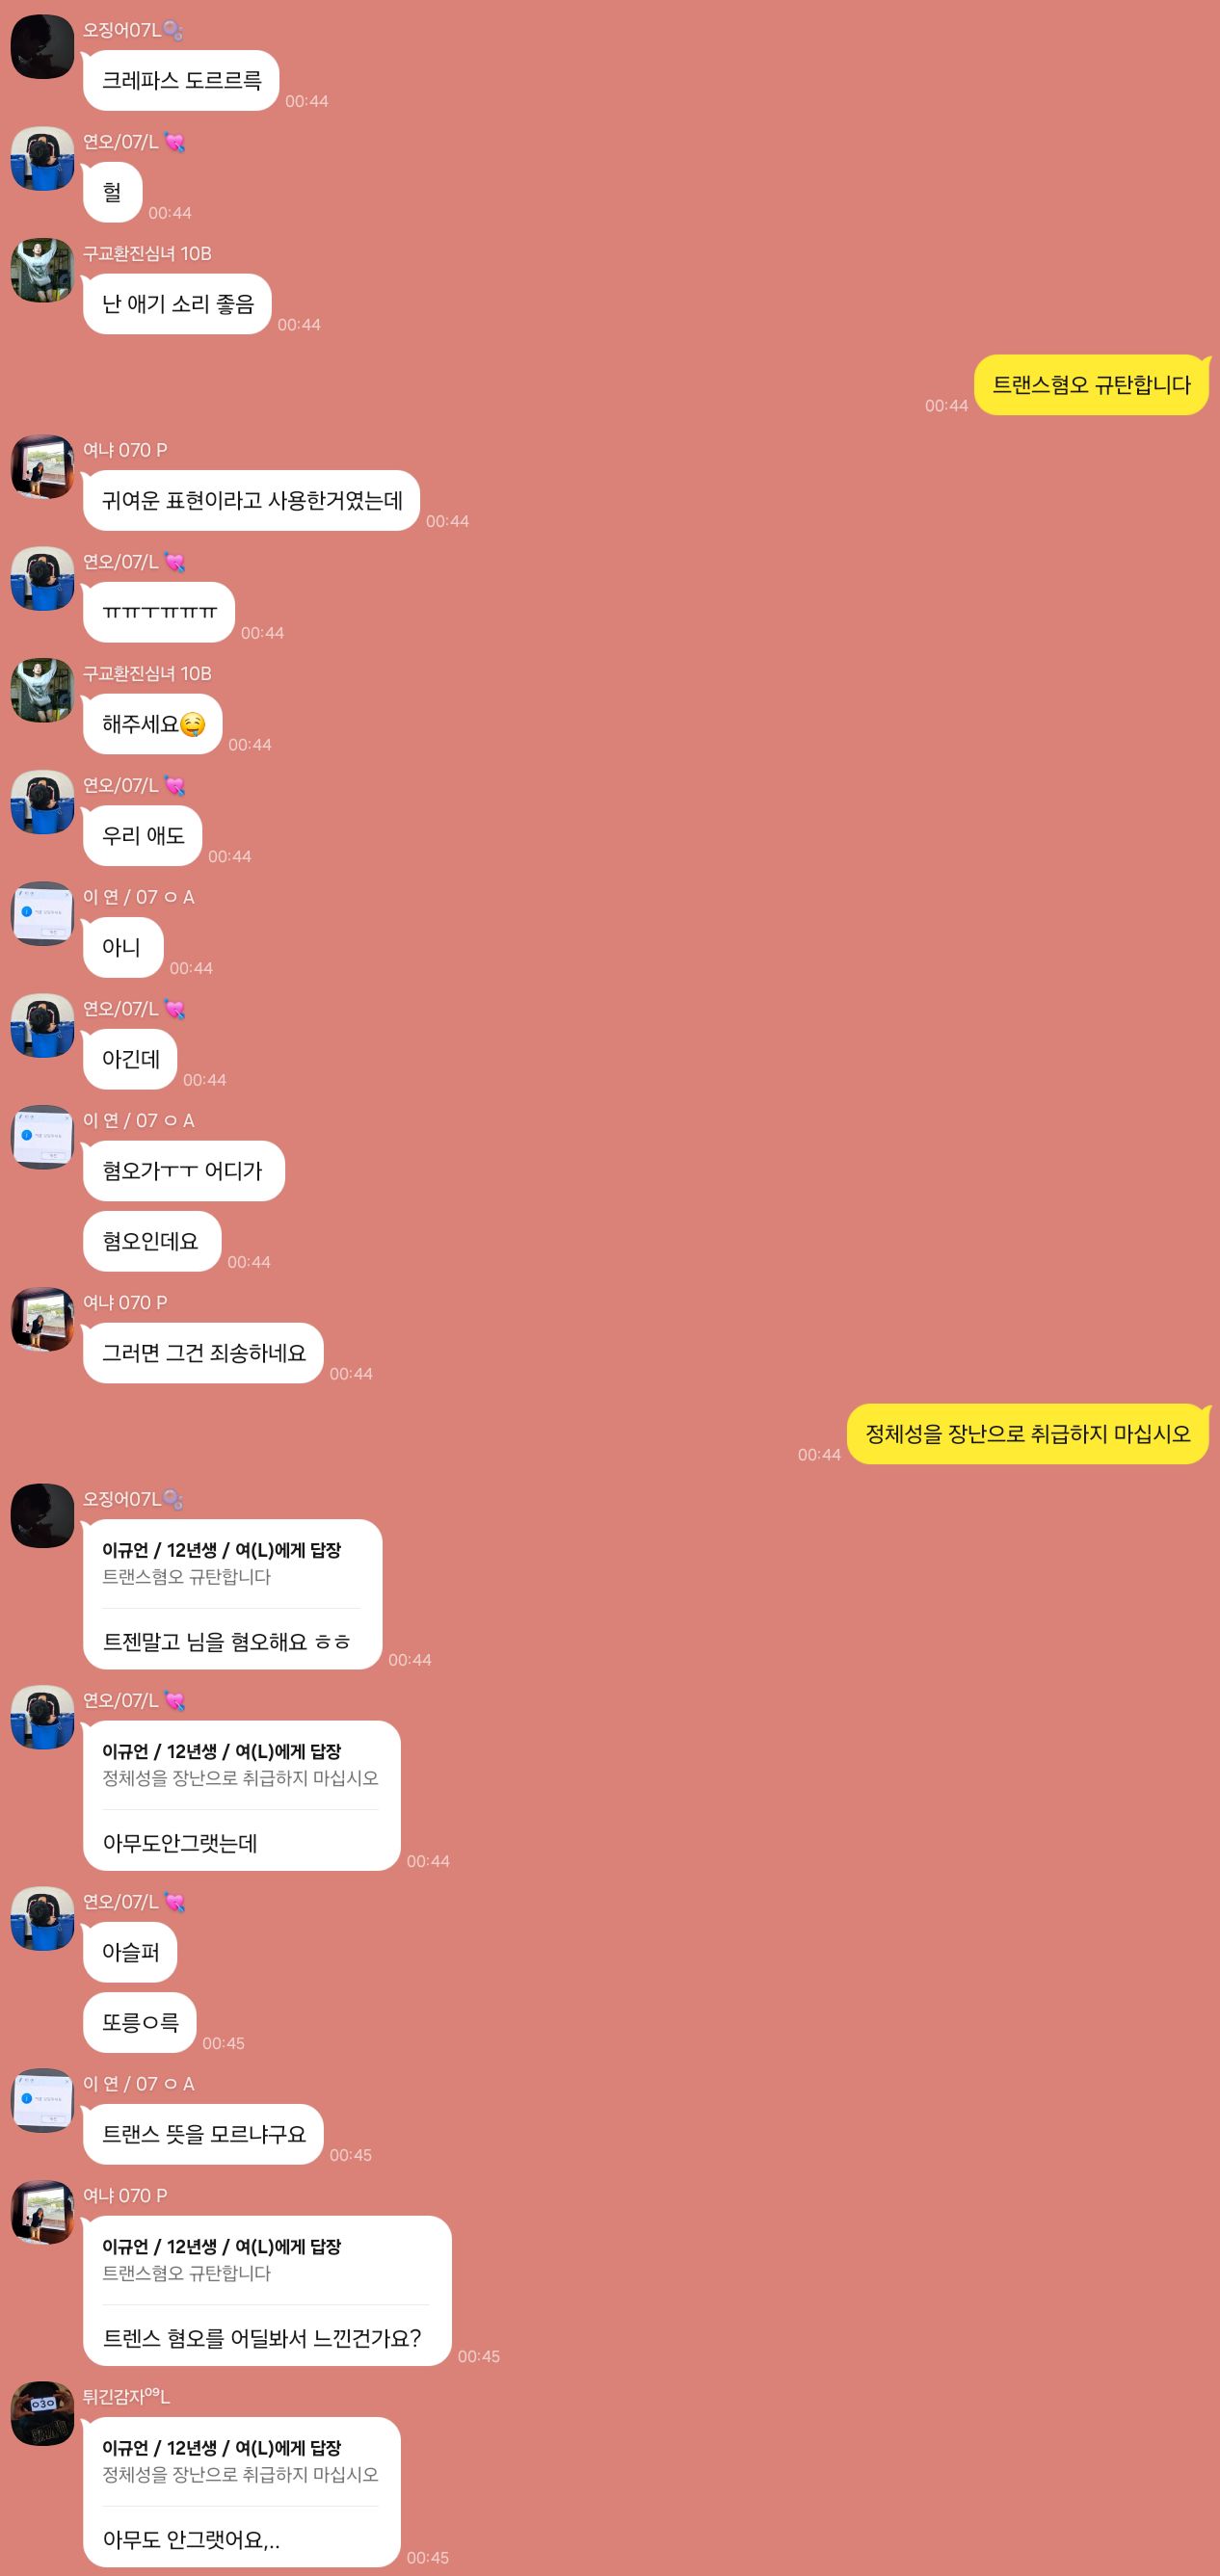 오징어07L🫧
크레파스 도르르륵
00:44
연오/07/L 💘
헐
00:44
구교환진심녀 10B
난 애기 소리 좋음
00:44
트랜스혐오 규탄합니다
00:44
여냐 070 P
귀여운 표현이라고 사용한거였는데
00:44
연오/07/L 💘
ㅠㅠㅜㅠㅠㅠ
00:44
구교환진심녀 10B
해주세요🤤
00:44
연오/07/L 💘
우리 애도
00:44
이 연 / 07 ㅇ A
아니
00:44
연오/07/L 💘
아긴데
00:44
이 연 / 07 ㅇ A
혐오가ㅜㅜ 어디가
혐오인데요
00:44
여냐 070 P
그러면 그건 죄송하네요
00:44
정체성을 장난으로 취급하지 마십시오
00:44
오징어07L🫧
이규언 / 12년생 / 여(L)에게 답장
트랜스혐오 규탄합니다
트젠말고 님을 혐오해요 ㅎㅎ
00:44
연오/07/L 💘
이규언 / 12년생 / 여(L)에게 답장
정체성을 장난으로 취급하지 마십시오
아무도안그랫는데
00:44
연오/07/L 💘
아슬퍼
또릉ㅇ륵
00:45
이 연 / 07 ㅇ A
트랜스 뜻을 모르냐구요
00:45
여냐 070 P
이규언 / 12년생 / 여(L)에게 답장
트랜스혐오 규탄합니다
트렌스 혐오를 어딜봐서 느낀건가요?
00:45
튀긴감자⁰⁹L
030
이규언 / 12년생 / 여(L)에게 답장
정체성을 장난으로 취급하지 마십시오
아무도 안그랫어요,..
00:45